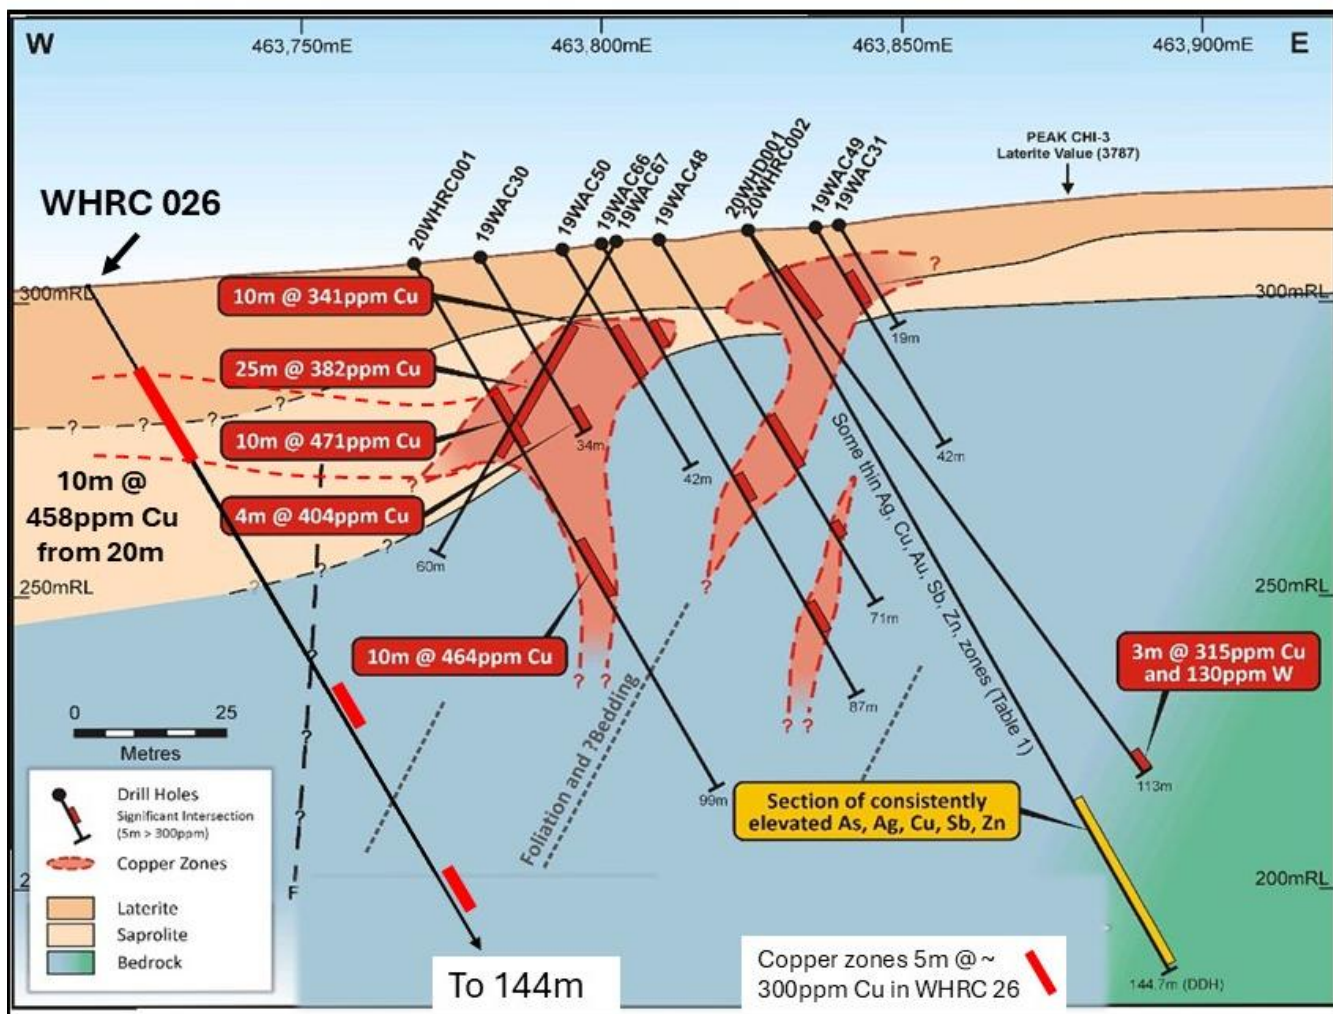 W
463,750mE
463,800mE
463,850mE
463,900mE
E
PEAK CHI-3
Laterite Value (3787)
WHRC 026
20WHRC001
19WAC30
19WAC50
19WAC66
19WAC67
19WAC48
20WHD001
20WHRC002
19WAC49
19WAC31
300mRL
300mRL
10m @ 341ppm Cu
25m @ 382ppm Cu
10m @ 471ppm Cu
4m @ 404ppm Cu
10m @
458ppm Cu
from 20m
19m
34m
42m
42m
60m
250mRL
250mRL
71m
87m
99m
113m
10m @ 464ppm Cu
3m @ 315ppm Cu
and 130ppm W
Some thin Ag, Cu, Au, Sb, Zn, zones (Table 1)
Foliation and ?Bedding
Section of consistently
elevated As, Ag, Cu, Sb, Zn
0 25
Metres
Drill Holes
Significant Intersection
(5m > 300ppm)
Copper Zones
Laterite
Saprolite
Bedrock
F
200mRL
144.7m (DDH)
To 144m
Copper zones 5m @ ~
300ppm Cu in WHRC 26